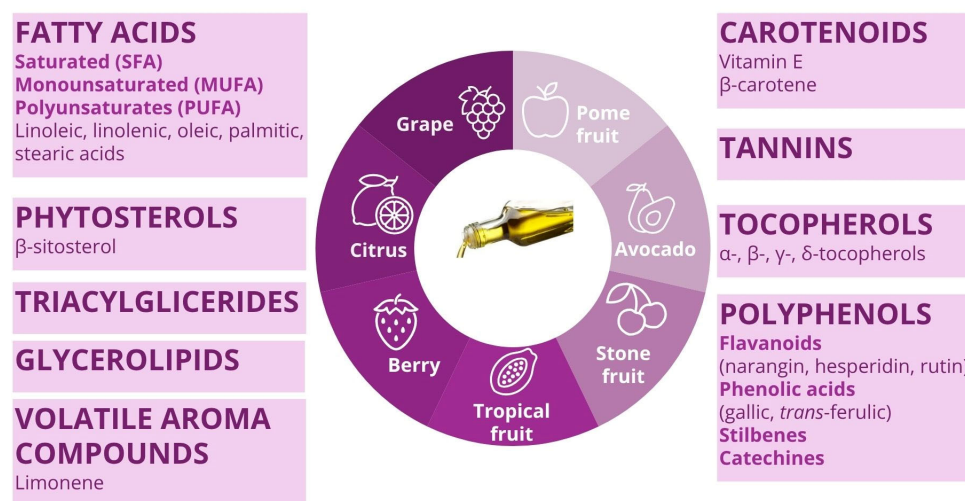 FATTY ACIDS
Saturated (SFA)
Monounsaturated (MUFA)
Polyunsaturates (PUFA)
Linoleic, linolenic, oleic, palmitic,
stearic acids
PHYTOSTEROLS
β-sitosterol
TRIACYLGLICERIDES
GLYCEROLIPIDS
VOLATILE AROMA
COMPOUNDS
Limonene
Grape
Pome
fruit
Citrus
Avocado
Berry
Stone
fruit
Tropical
fruit
CAROTENOIDS
Vitamin E
β-carotene
TANNINS
TOCOPHEROLS
α-, β-, γ-, δ-tocopherols
POLYPHENOLS
Flavanoids
(narangin, hesperidin, rutin)
Phenolic acids
(gallic, trans-ferulic)
Stilbenes
Catechines